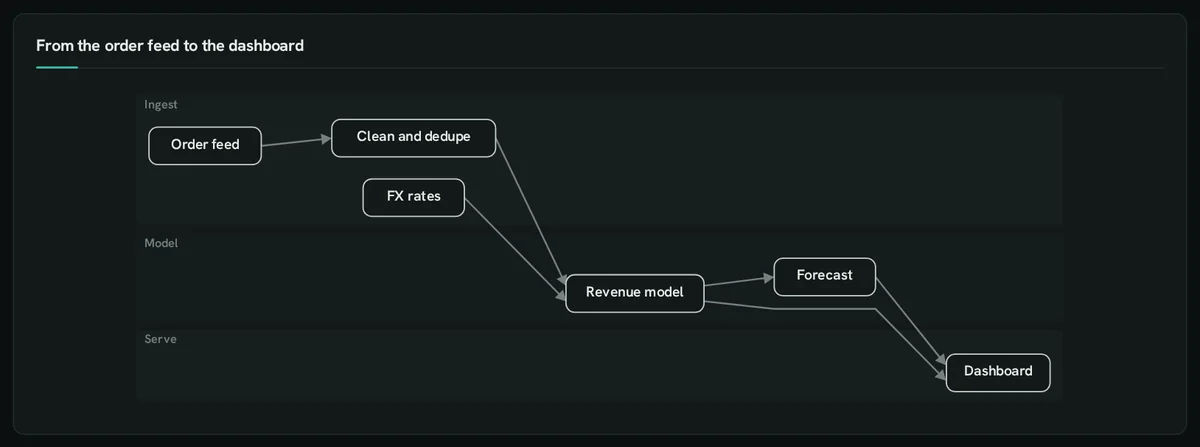 From the order feed to the dashboard
Ingest
Order feed
Clean and dedupe
FX rates
Model
Forecast
Revenue model
Serve
Dashboard